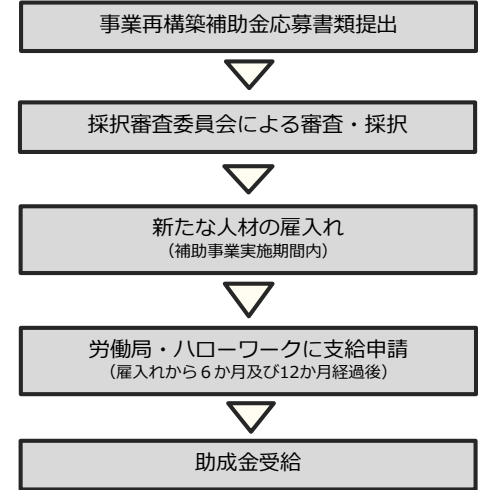 事業再構築補助金応募書類提出
採択審査委員会による審査・採択
新たな人材の雇入れ
（補助事業実施期間内）
労働局・ハローワークに支給申請
（雇入れから６か月及び12か月経過後）
助成金受給